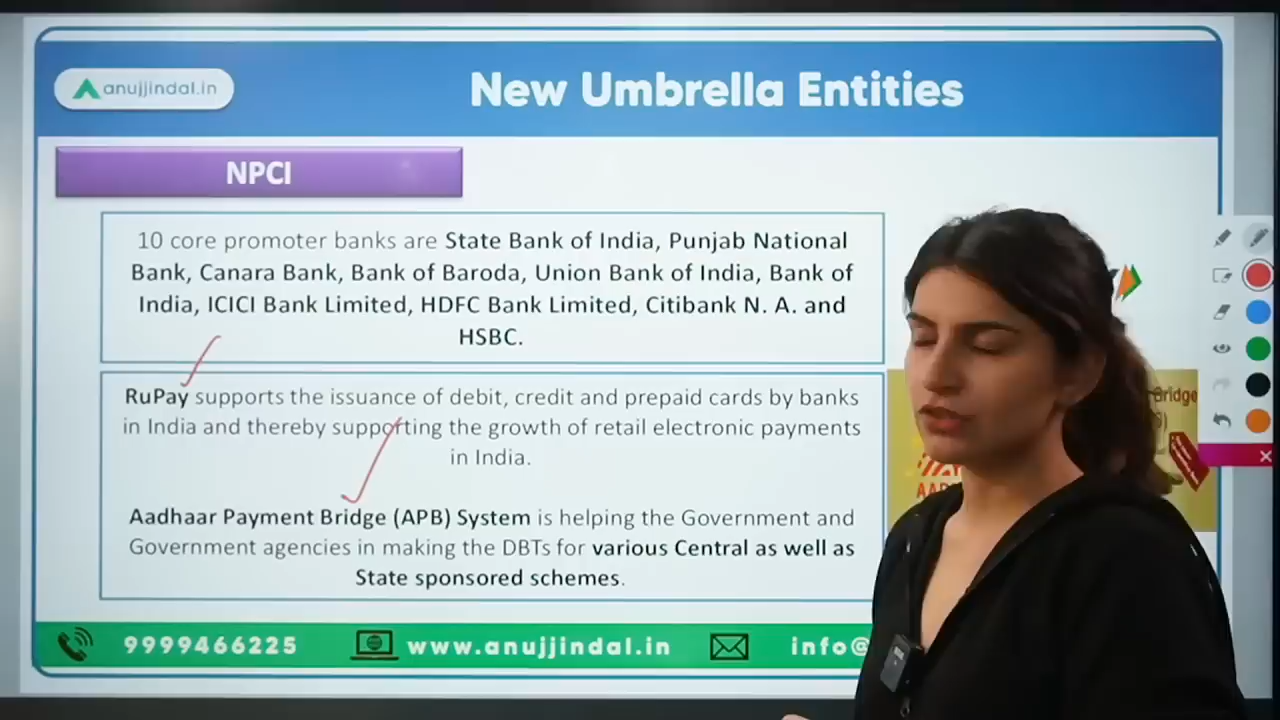 anujjindal.in
New Umbrella Entities
NPCI
10 core promoter banks are State Bank of India, Punjab National
Bank, Canara Bank, Bank of Baroda, Union Bank of India, Bank of
India, ICICI Bank Limited, HDFC Bank Limited, Citibank N. A. and
HSBC.
RuPay supports the issuance of debit, credit and prepaid cards by banks
in India and thereby supporting the growth of retail electronic payments
in India.
Aadhaar Payment Bridge (APB) System is helping the Government and
Government agencies in making the DBTs for various Central as well as
State sponsored schemes.
Bridge
9999466225
www.anujjindal.in
info@